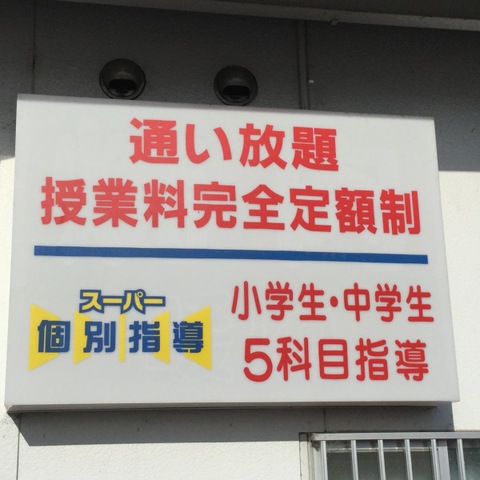 通い放題
授業料完全定額制
スーパー
個別指導
小学生・中学生
5科目指導